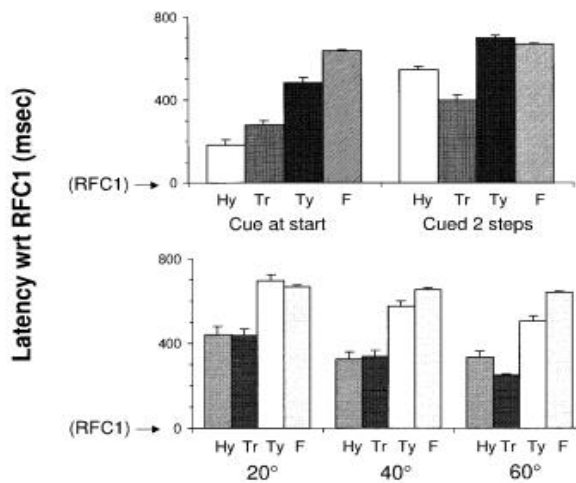 Latency wrt RFC1 (msec)
800
400
(RFC1) → 0
Hy Tr Ty F Hy Tr Ty F
Cue at start Cued 2 steps
800
400
(RFC1) → 0
Hy Tr Ty F Hy Tr Ty F Hy Tr Ty F
20° 40° 60°